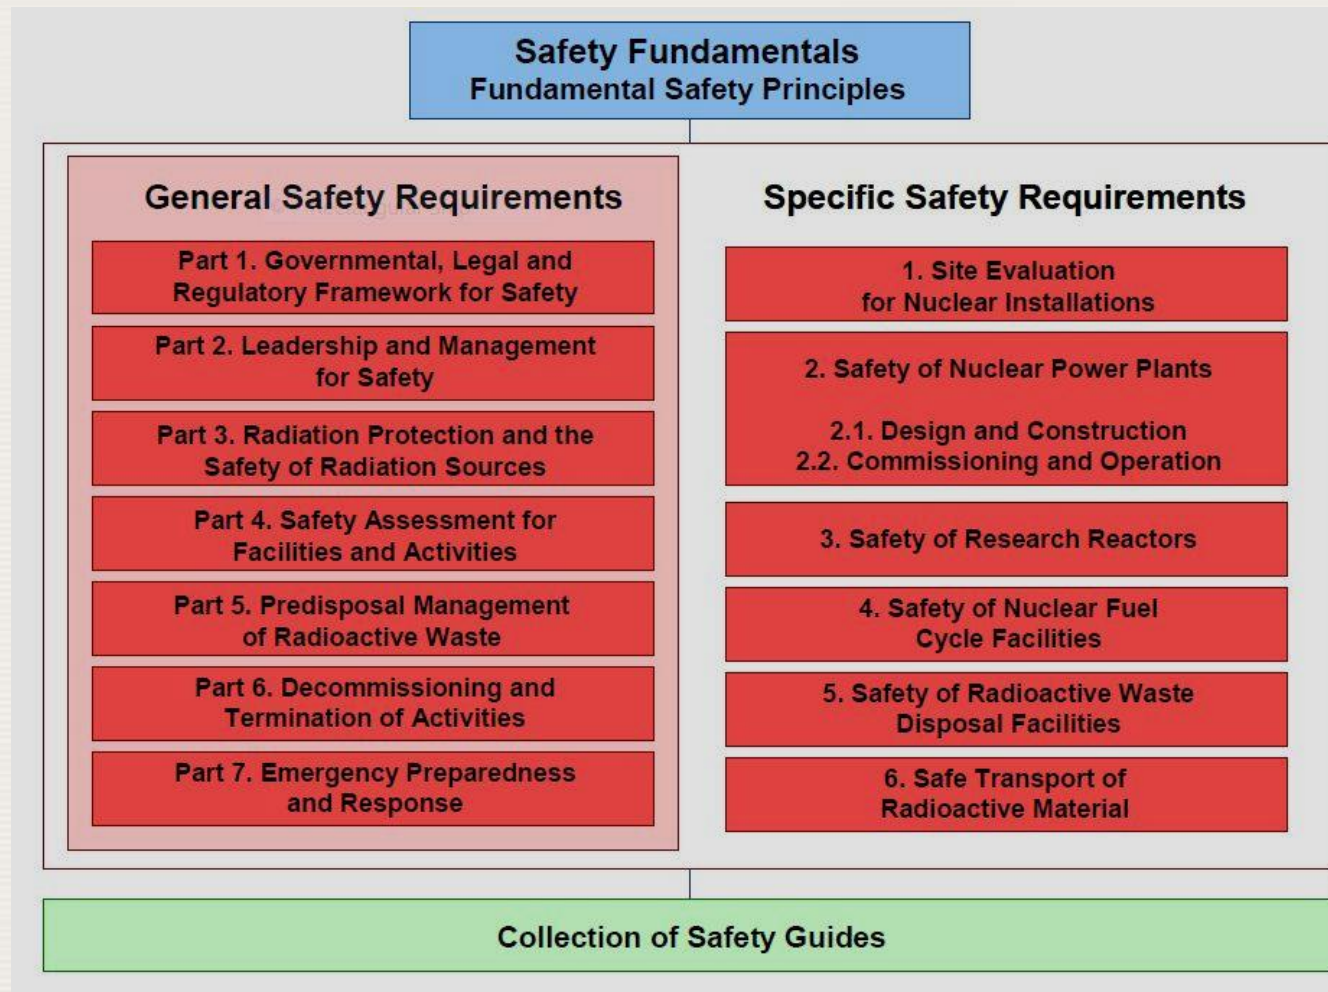 Safety Fundamentals
Fundamental Safety Principles
General Safety Requirements
Part 1. Governmental, Legal and
Regulatory Framework for Safety
Part 2. Leadership and Management
for Safety
Part 3. Radiation Protection and the
Safety of Radiation Sources
Part 4. Safety Assessment for
Facilities and Activities
Part 5. Predisposal Management
of Radioactive Waste
Part 6. Decommissioning and
Termination of Activities
Part 7. Emergency Preparedness
and Response
Specific Safety Requirements
1. Site Evaluation
for Nuclear Installations
2. Safety of Nuclear Power Plants
2.1. Design and Construction
2.2. Commissioning and Operation
3. Safety of Research Reactors
4. Safety of Nuclear Fuel
Cycle Facilities
5. Safety of Radioactive Waste
Disposal Facilities
6. Safe Transport of
Radioactive Material
Collection of Safety Guides